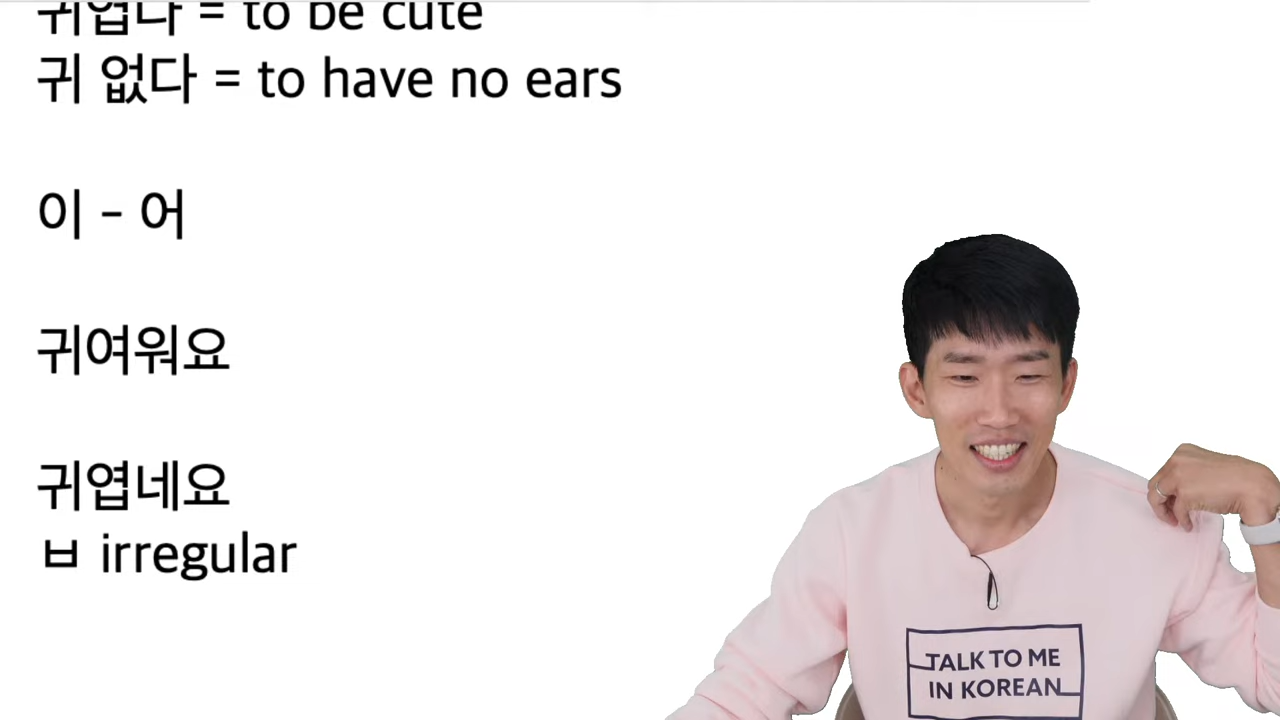 귀엽다 = to be cute
귀 없다 = to have no ears
이 - 어
귀여워요
귀엽네요
ㅂ irregular
TALK TO ME
IN KOREAN